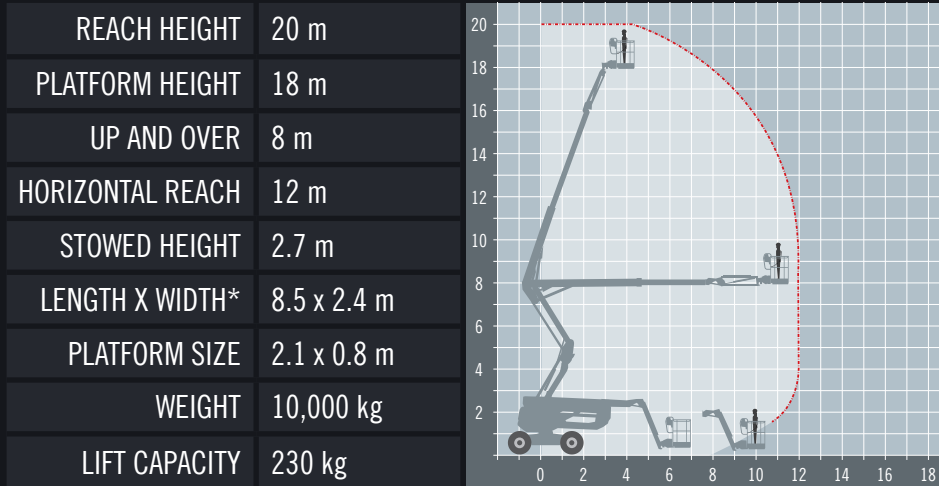 REACH HEIGHT 20 m
PLATFORM HEIGHT 18 m
UP AND OVER 8 m
HORIZONTAL REACH 12 m
STOWED HEIGHT 2.7 m
LENGTH X WIDTH* 8.5 x 2.4 m
PLATFORM SIZE 2.1 x 0.8 m
WEIGHT 10,000 kg
LIFT CAPACITY 230 kg
20
18
16
14
12
10
8
6
4
2
0 2 4 6 8 10 12 14 16 18